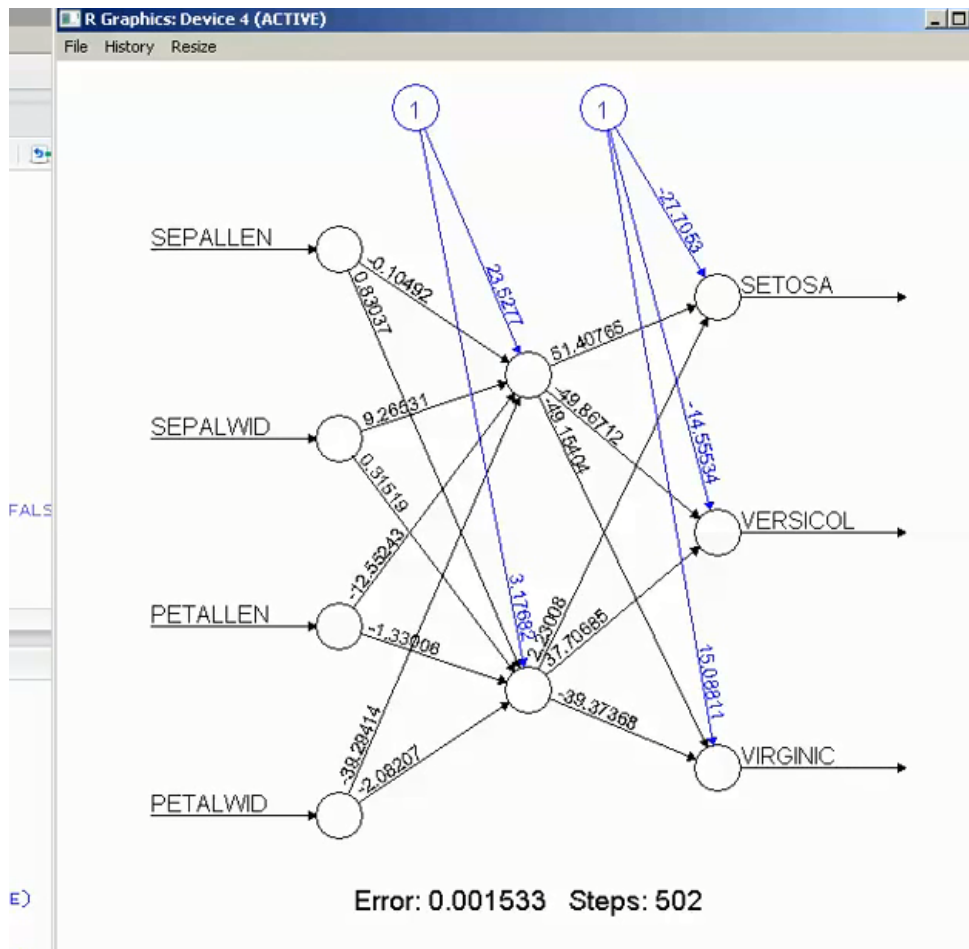 R Graphics: Device 4 (ACTIVE)
File History Resize
1
1
-27.7053
SEPALLEN
-0.10492
0.83037
23.5277
SETOSA
51.40766
SEPALWID
9.26531
-49.86712
-49.15404
-14.55534
0.31519
FALS
VERSICOL
-12.55243
3.17682
2.23008
37.70685
PETALLEN
-1.33006
15.08811
-39.37368
-39.29414
-2.08207
VIRGINIC
PETALWID
E)
Error: 0.001533 Steps: 502